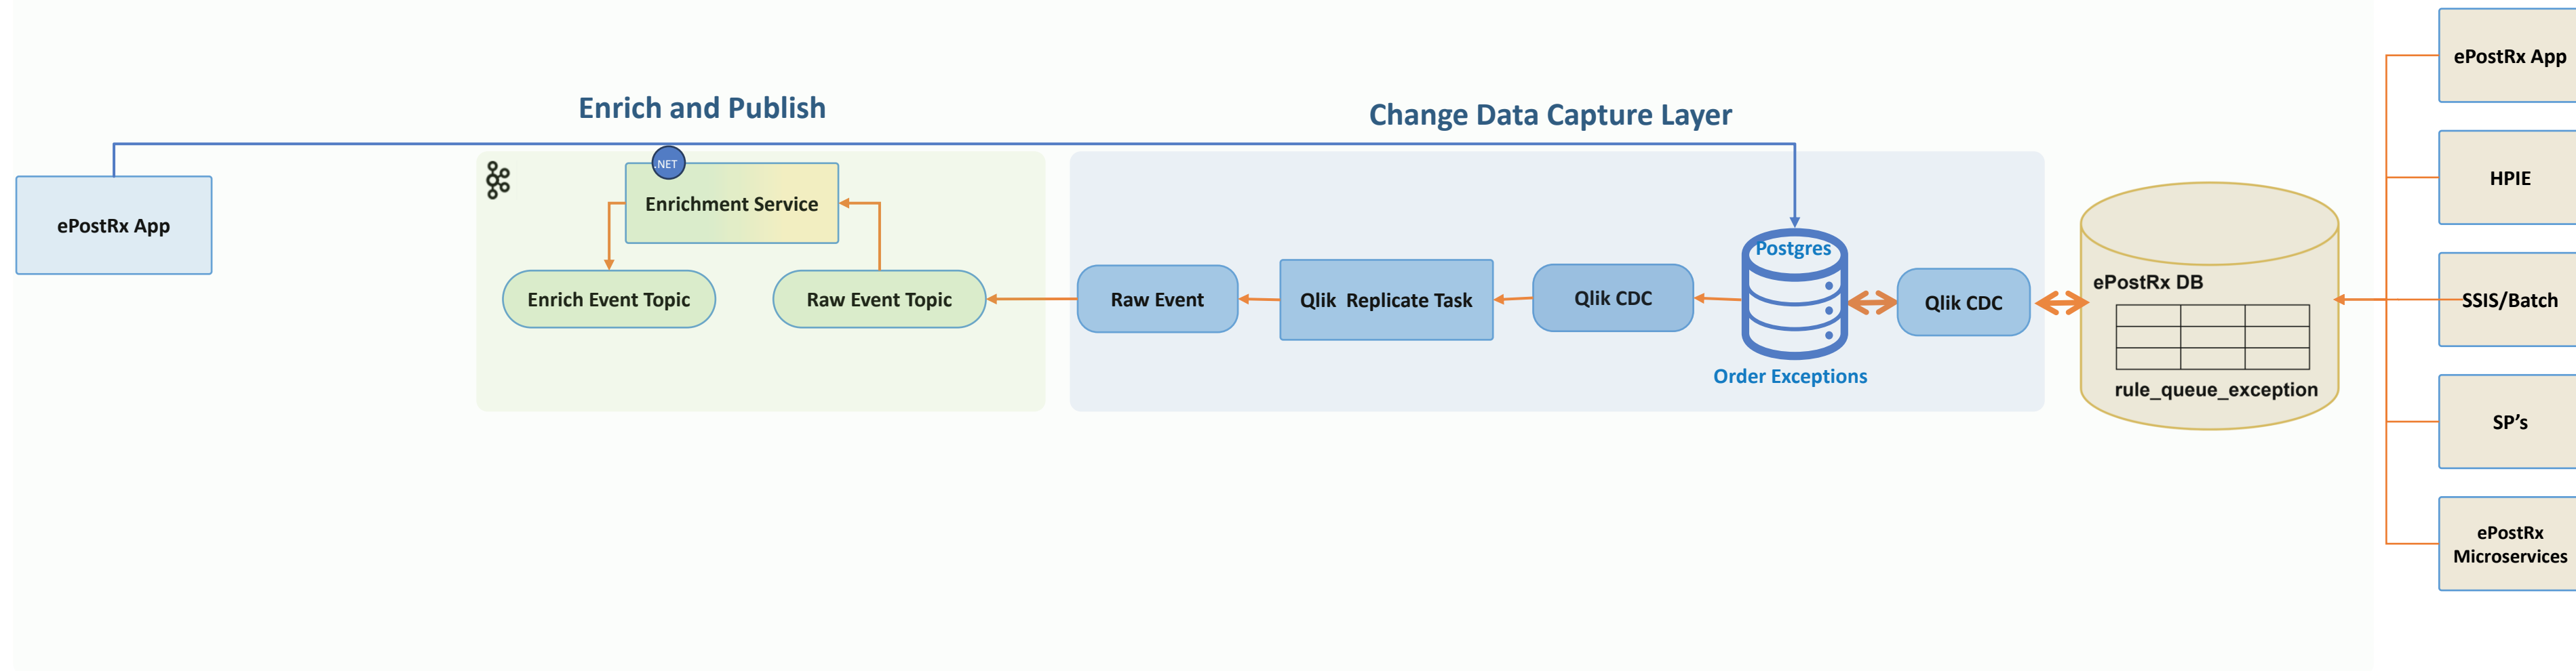 Enrich and Publish
Change Data Capture Layer
ePostRx App
.NET
Enrichment Service
Enrich Event Topic
Raw Event Topic
Raw Event
Qlik  Replicate Task
Qlik CDC
Postgres
Order Exceptions
Qlik CDC
ePostRx DB
rule_queue_exception
ePostRx App
HPIE
SSIS/Batch
SP’s
ePostRx
Microservices